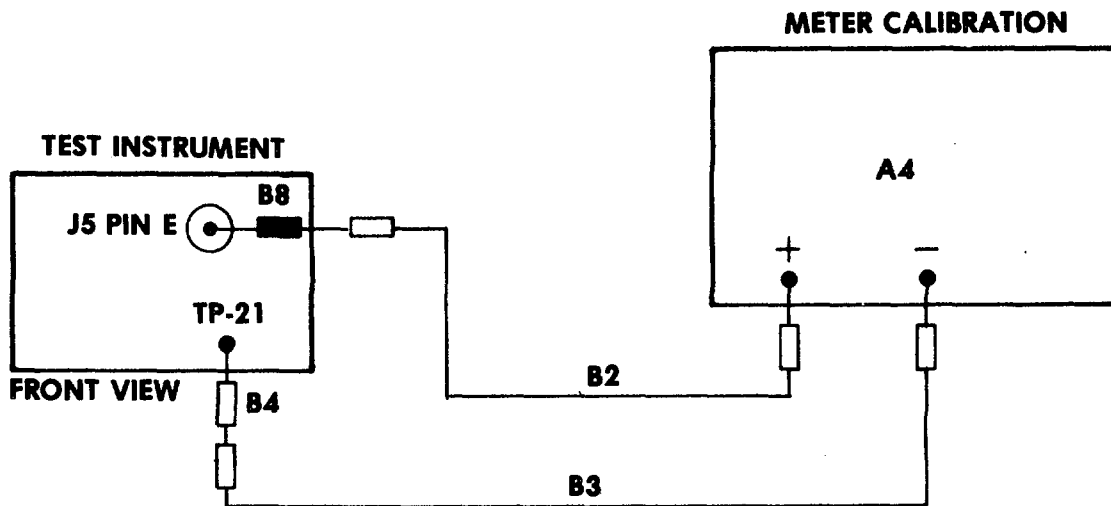 METER CALIBRATION
A4
+
−
TEST INSTRUMENT
B8
J5 PIN E
TP-21
FRONT VIEW
B4
B2
B3